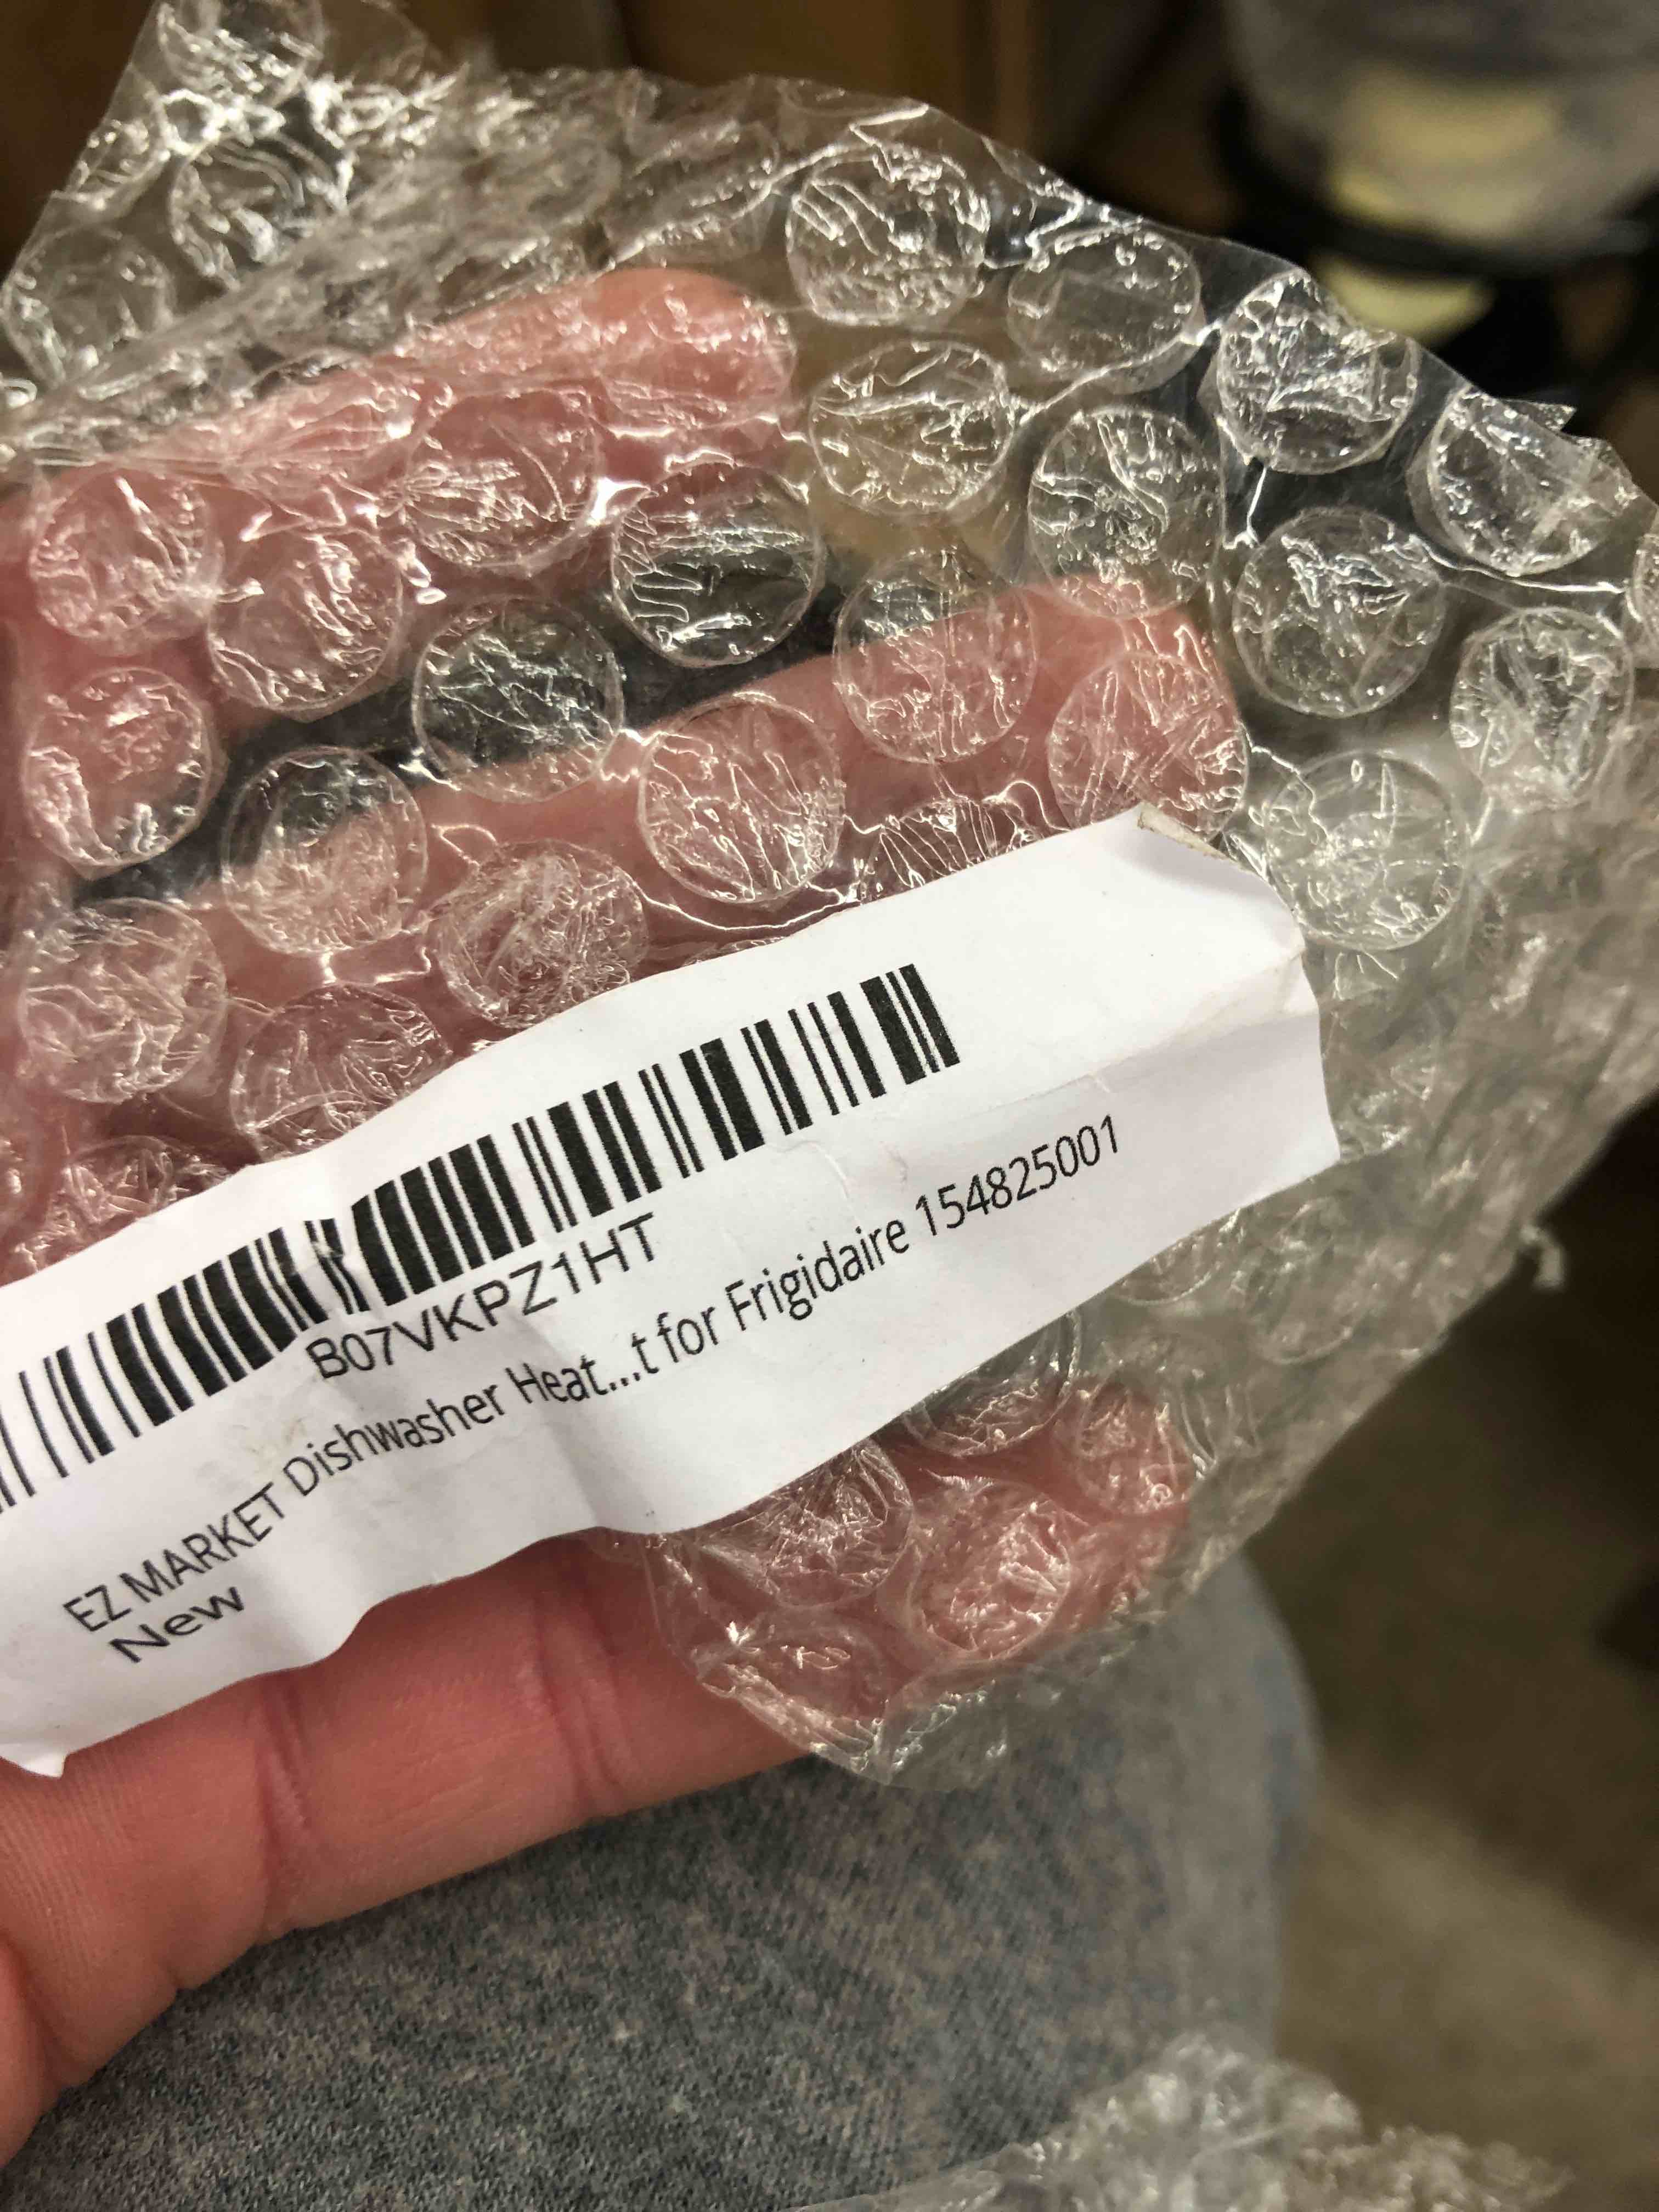 B07VKPZ1HT
EZ MARKET Dishwasher Heat...t for Frigidaire 154825001
New